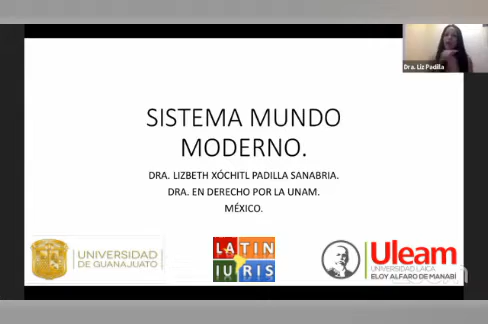 Dra. Liz Padilla
SISTEMA MUNDO
MODERNO.
DRA. LIZBETH XÓCHITL PADILLA SANABRIA.
DRA. EN DERECHO POR LA UNAM.
MÉXICO.
UNIVERSIDAD
DE GUANAJUATO
LATIN
IURIS
Uleam
UNIVERSIDAD LAICA
ELOY ALFARO DE MANABÍ